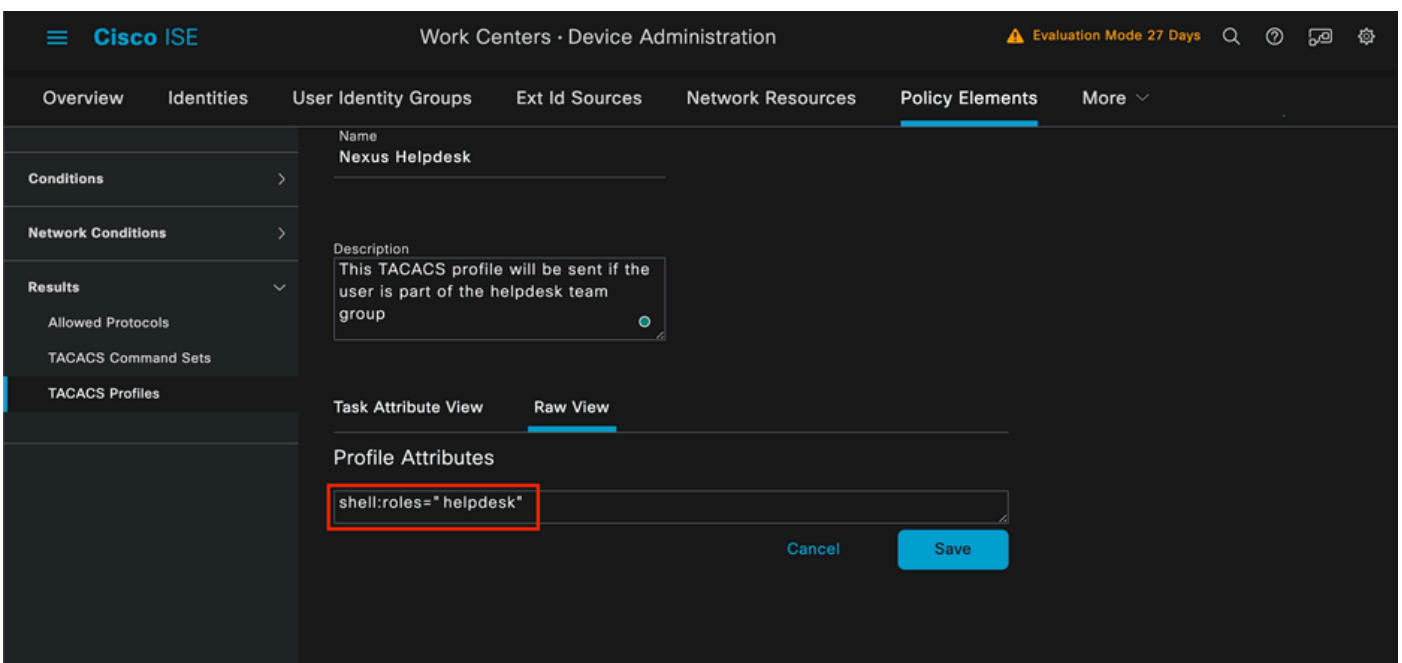 Cisco ISE
Work Centers · Device Administration
Evaluation Mode 27 Days
Overview
Identities
User Identity Groups
Ext Id Sources
Network Resources
Policy Elements
More
Conditions
Network Conditions
Results
Allowed Protocols
TACACS Command Sets
TACACS Profiles
Name
Nexus Helpdesk
Description
This TACACS profile will be sent if the
user is part of the helpdesk team
group
Task Attribute View
Raw View
Profile Attributes
shell:roles="helpdesk"
Cancel
Save